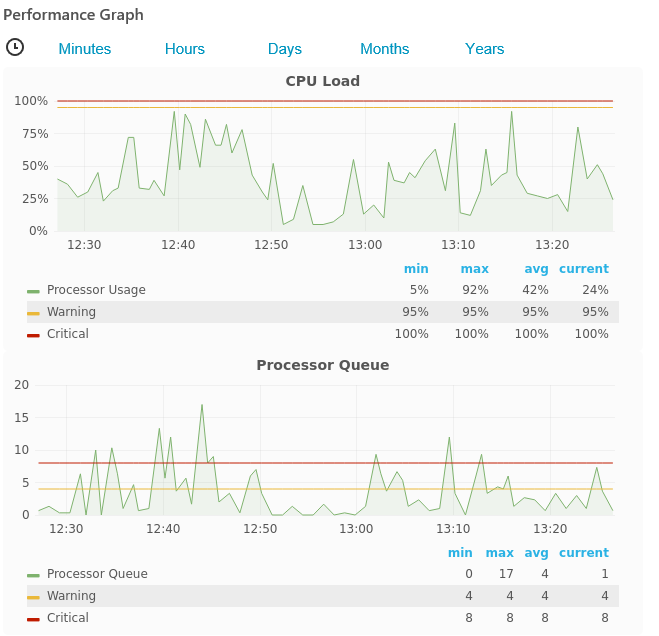 Performance Graph
Minutes Hours Days Months Years
CPU Load
100%
75%
50%
25%
0%
12:30 12:40 12:50 13:00 13:10 13:20
min max avg current
Processor Usage 5% 92% 42% 24%
Warning 95% 95% 95% 95%
Critical 100% 100% 100% 100%
Processor Queue
20
15
10
5
0
12:30 12:40 12:50 13:00 13:10 13:20
min max avg current
Processor Queue 0 17 4 1
Warning 4 4 4 4
Critical 8 8 8 8